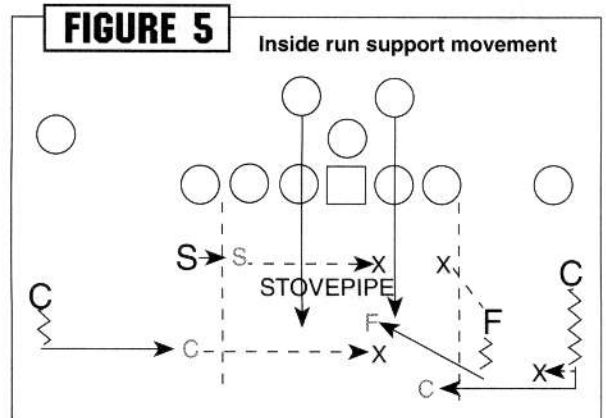 FIGURE 5
Inside run support movement
S S X X C
STOVEPIPE
C F F
C X X
C